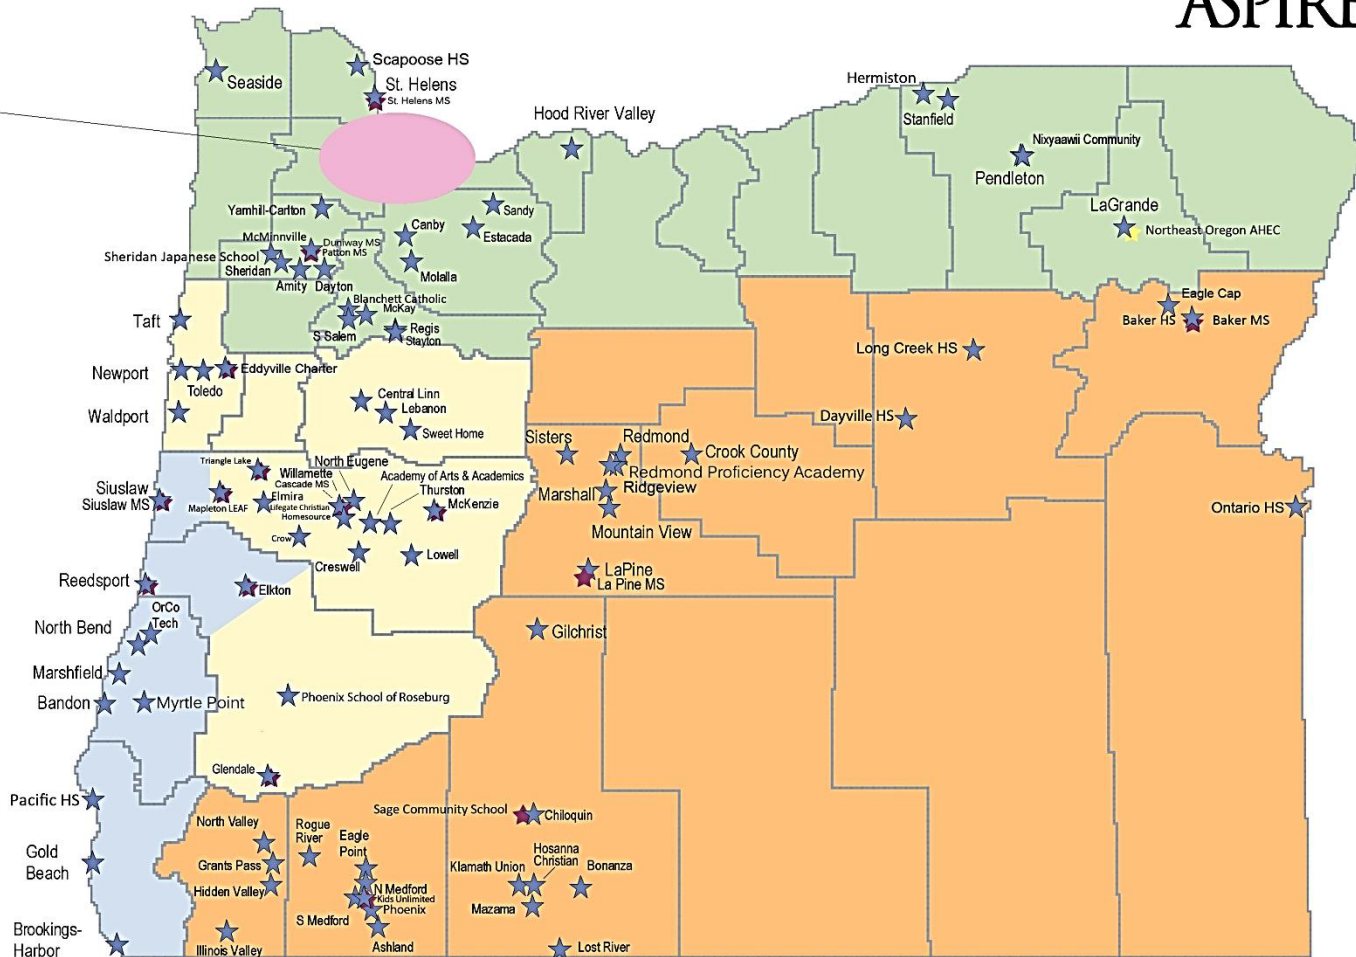 ASPIRE
Scapoose HS
Seaside
St. Helens
St. Helens MS
Hermiston
Stanfield
Hood River Valley
Nixyaawii Community
Pendleton
LaGrande
Northeast Oregon AHEC
Yamhill-Carlton
Sandy
Canby
Estacada
McMinnville
Duniway MS
Patton MS
Sheridan Japanese School
Sheridan
Molalla
Amity
Dayton
Blanchett Catholic
McKay
S Salem
Regis
Stayton
Taft
Eagle Cap
Baker HS
Baker MS
Long Creek HS
Newport
Eddyville Charter
Toledo
Waldport
Central Linn
Lebanon
Sweet Home
Dayville HS
Sisters
Redmond
Crook County
Redmond Proficiency Academy
Ridgeview
Marshall
Mountain View
Triangle Lake
North Eugene
Willamette
Cascade MS
Academy of Arts & Academics
Thurston
McKenzie
Siuslaw
Siuslaw MS
Mapleton LEAF
Elmira
Lifegate Christian
Homesource
Crow
Creswell
Lowell
Ontario HS
LaPine
La Pine MS
Reedsport
Elkton
OrCo
Tech
North Bend
Gilchrist
Marshfield
Bandon
Myrtle Point
Phoenix School of Roseburg
Glendale
Pacific HS
Sage Community School
Chiloquin
North Valley
Rogue
River
Eagle
Point
Gold
Beach
Grants Pass
Hidden Valley
Klamath Union
Hosanna
Christian
Bonanza
N Medford
Kids Unlimited
Phoenix
Mazama
S Medford
Brookings-
Harbor
Illinois Valley
Ashland
Lost River